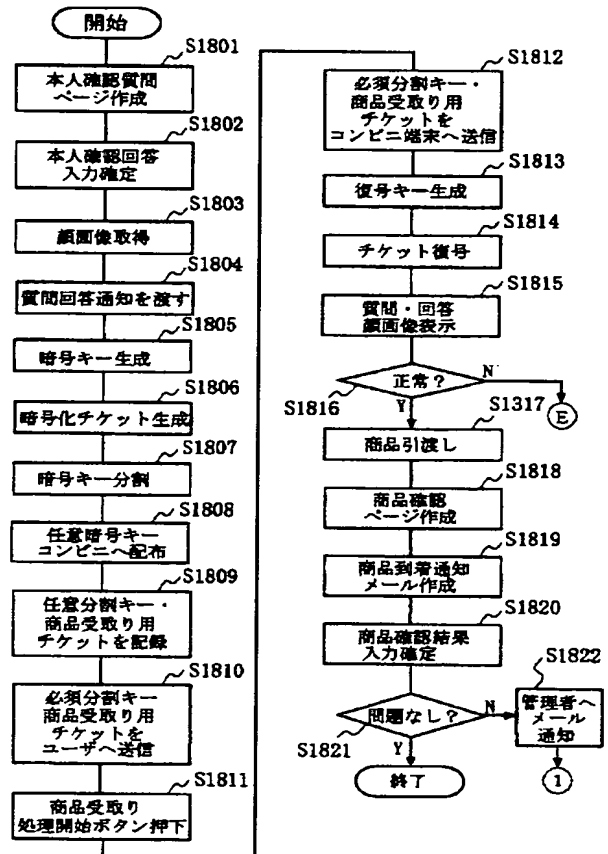 開始
S1801
本人確認質問
ページ作成
S1802
本人確認回答
入力確定
S1803
顔画像取得
S1804
質問回答通知を渡す
S1805
暗号キー生成
S1806
暗号化チケット生成
S1807
暗号キー分割
S1808
任意暗号キー
コンビニへ配布
S1809
任意分割キー・
商品受取り用
チケットを記録
S1810
必須分割キー
商品受取り用
チケットを
ユーザへ送信
S1811
商品受取り
処理開始ボタン押下
S1812
必須分割キー・
商品受取り用
チケットを
コンビニ端末へ送信
S1813
復号キー生成
S1814
チケット復号
S1815
質問・回答
顔画像表示
正常？
N
S1816
Y
E
S1317
商品引渡し
S1818
商品確認
ページ作成
S1819
商品到着通知
メール作成
S1820
商品確認結果
入力確定
S1822
問題なし？
N
管理者へ
メール
通知
S1821
Y
終了
1